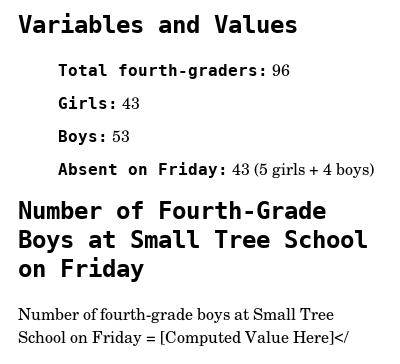 Variables and Values
Total fourth-graders: 96
Girls: 43
Boys: 53
Absent on Friday: 43 (5 girls + 4 boys)
Number of Fourth-Grade
Boys at Small Tree School
on Friday
Number of fourth-grade boys at Small Tree
School on Friday = [Computed Value Here]</